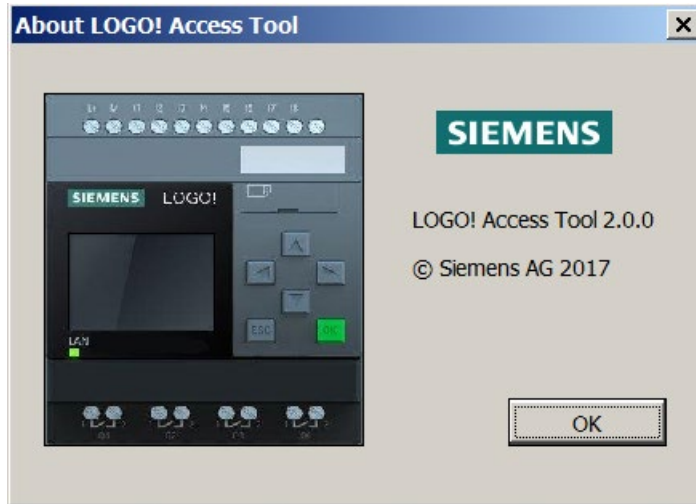 About LOGO! Access Tool
SIEMENS
SIEMENS LOGO!
LOGO! Access Tool 2.0.0
© Siemens AG 2017
ESC OK
LAN
OK